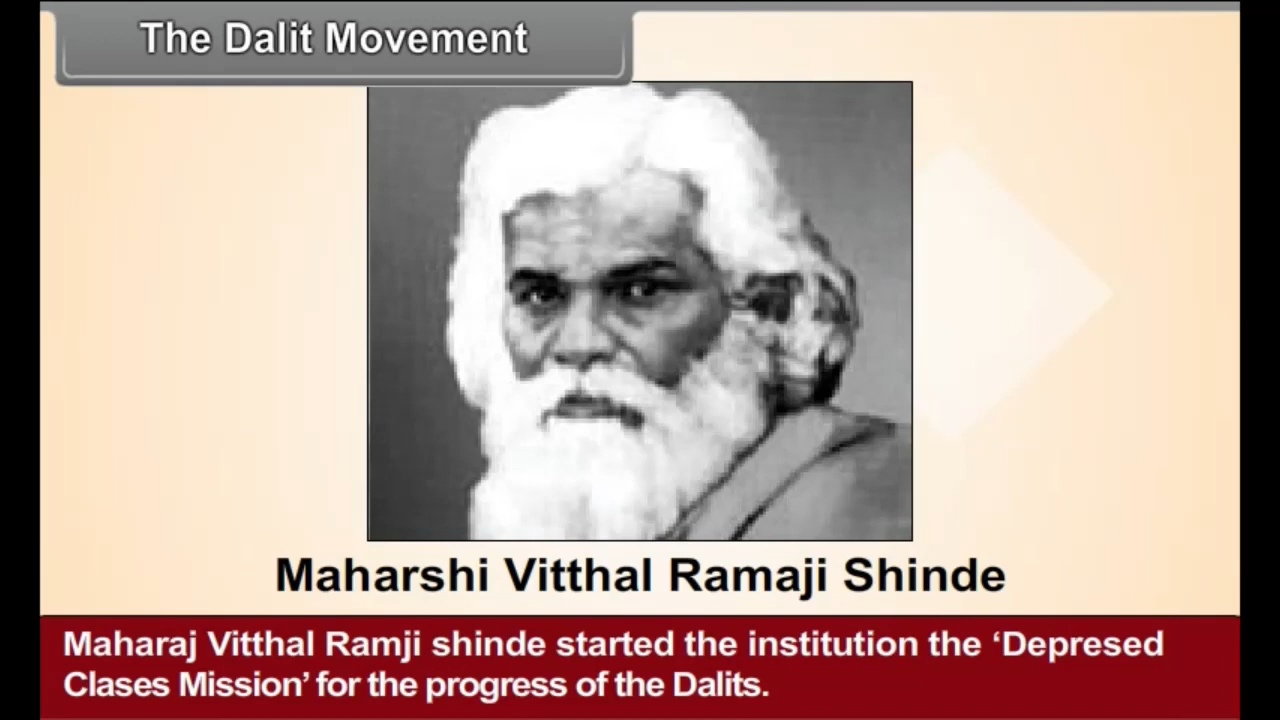 The Dalit Movement
Maharshi Vitthal Ramaji Shinde
Maharaj Vitthal Ramji shinde started the institution the ‘Depresed
Clases Mission’ for the progress of the Dalits.